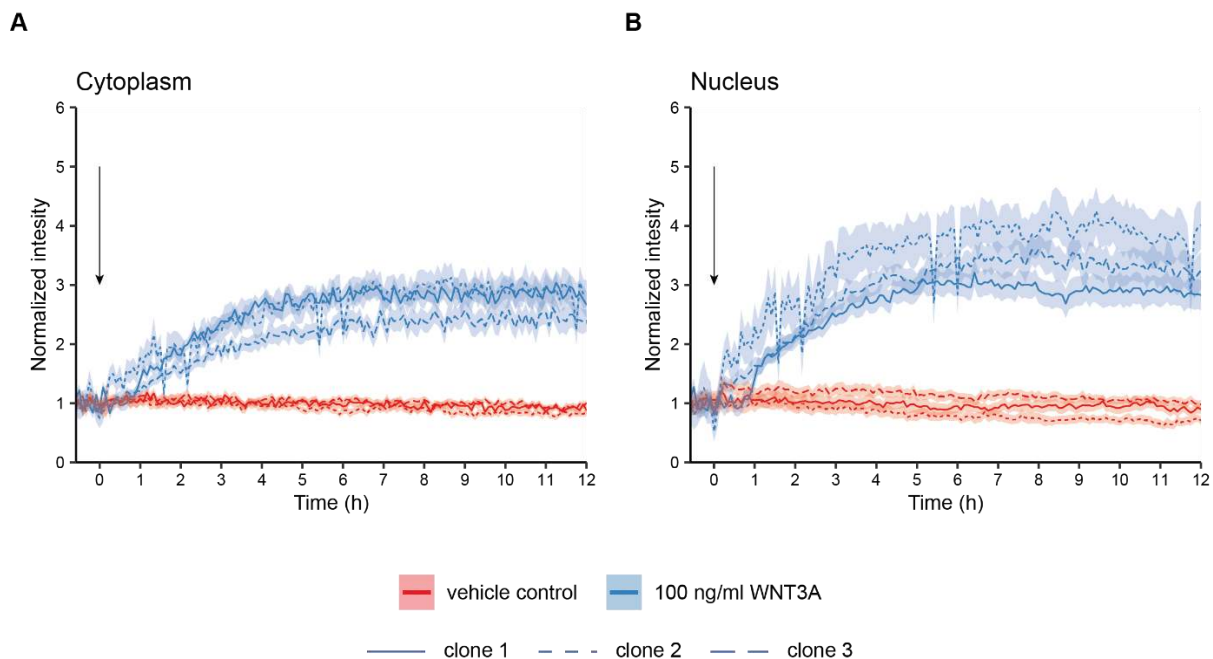 A
B
Cytoplasm
Nucleus
Normalized intesity
6
5
4
3
2
1
0
0 1 2 3 4 5 6 7 8 9 10 11 12
Time (h)
Normalized intesity
6
5
4
3
2
1
0
0 1 2 3 4 5 6 7 8 9 10 11 12
Time (h)
vehicle control 100 ng/ml WNT3A
clone 1 clone 2 clone 3